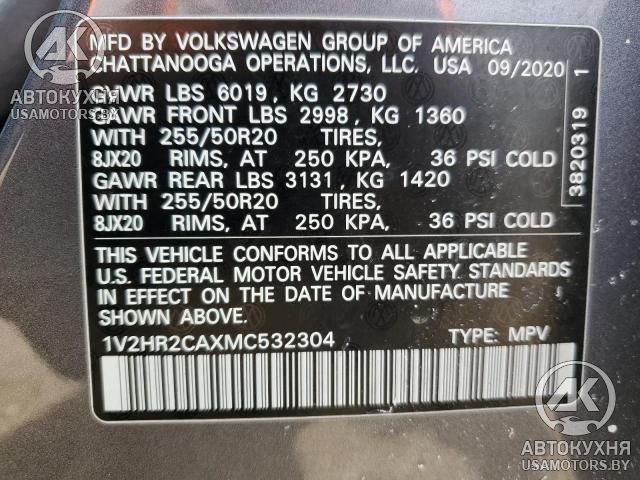 MFD BY VOLKSWAGEN GROUP OF AMERICA
CHATTANOOGA OPERATIONS, LLC. USA 09/2020
GVWR LBS 6019, KG 2730
GAWR FRONT LBS 2998, KG 1360
WITH 255/50R20 TIRES,
8JX20 RIMS, AT 250 KPA, 36 PSI COLD
GAWR REAR LBS 3131, KG 1420
WITH 255/50R20 TIRES,
8JX20 RIMS, AT 250 KPA, 36 PSI COLD
THIS VEHICLE CONFORMS TO ALL APPLICABLE
U.S. FEDERAL MOTOR VEHICLE SAFETY STANDARDS
IN EFFECT ON THE DATE OF MANUFACTURE
SHOWN ABOVE.
1V2HR2CAXMC532304 TYPE: MPV
3820319 1
АК
АВТОКУХНЯ
USAMOTORS.BY
АК
АВТОКУХНЯ
USAMOTORS.BY